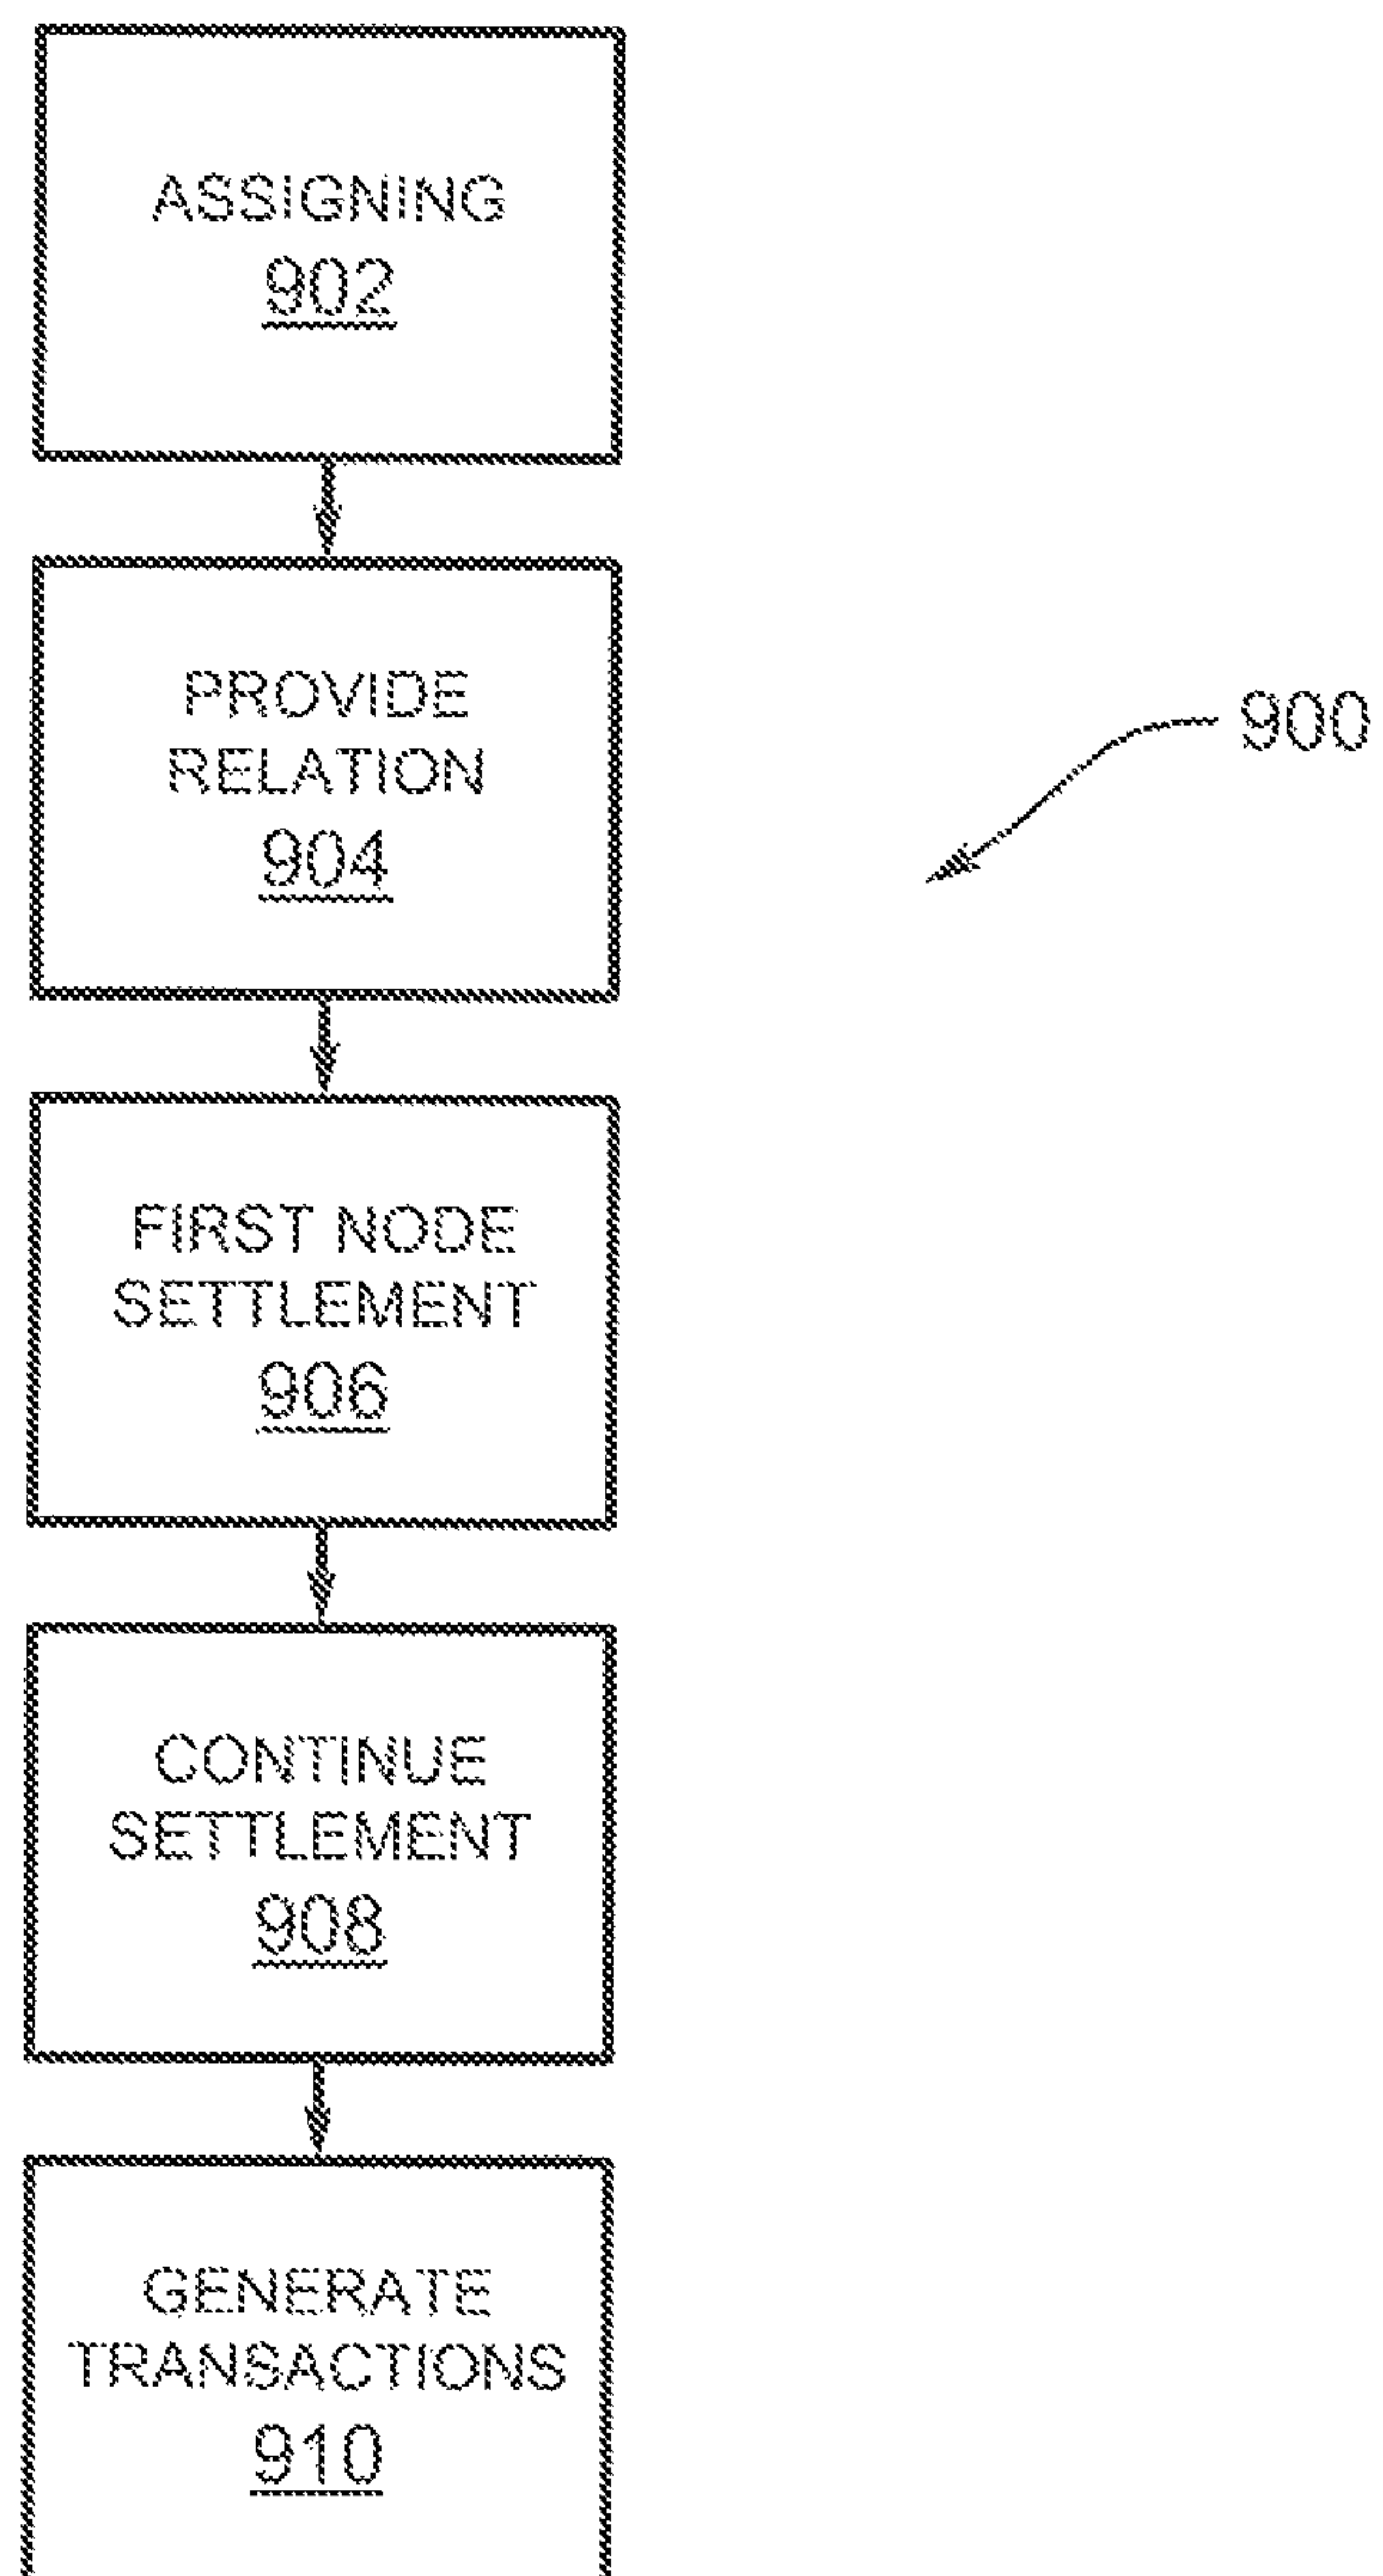 ASSIGNING
902
PROVIDE
RELATION
904
900
FIRST NODE
SETTLEMENT
906
CONTINUE
SETTLEMENT
908
GENERATE
TRANSACTIONS
910